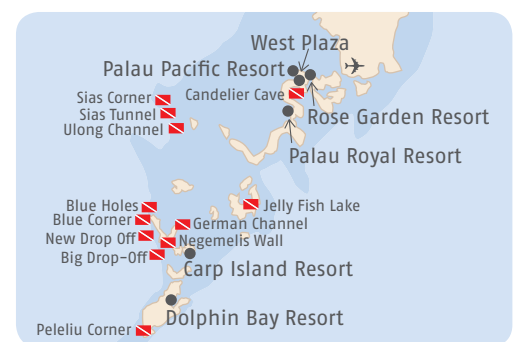 West Plaza
Palau Pacific Resort
Candelier Cave
Sias Corner
Sias Tunnel
Rose Garden Resort
Ulong Channel
Palau Royal Resort
Blue Holes
Jelly Fish Lake
Blue Corner
German Channel
New Drop Off
Negemelis Wall
Big Drop-Off
Carp Island Resort
Dolphin Bay Resort
Peleliu Corner